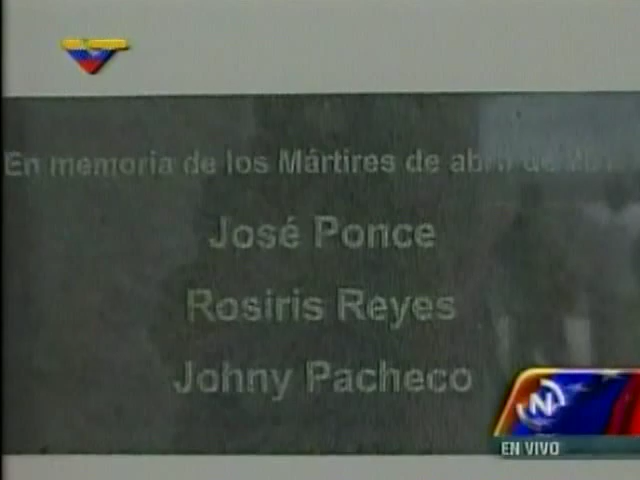 En memoria de los Mártires de abril de
José Ponce
Rosiris Reyes
Johny Pacheco
N
EN VIVO